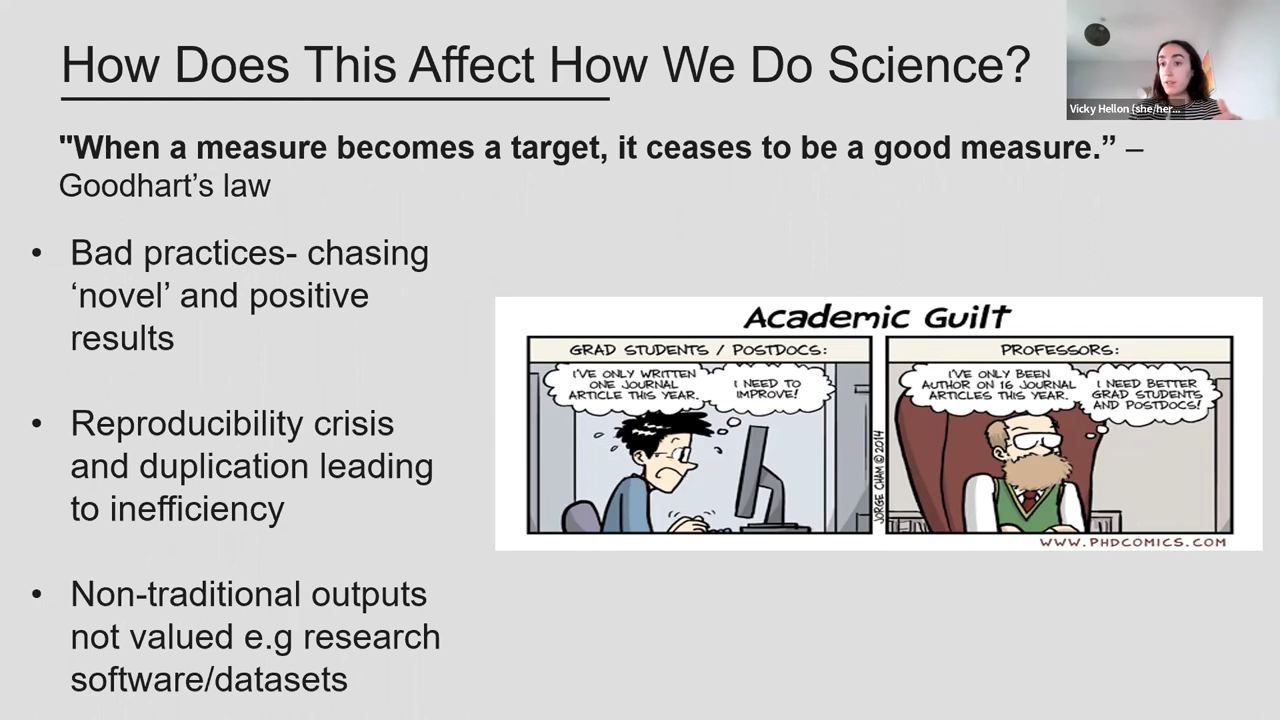 How Does This Affect How We Do Science?
Vicky Hellon (she/her...
"When a measure becomes a target, it ceases to be a good measure.” –
Goodhart’s law
• Bad practices- chasing
‘novel’ and positive
results
• Reproducibility crisis
and duplication leading
to inefficiency
• Non-traditional outputs
not valued e.g research
software/datasets
Academic Guilt
GRAD STUDENTS / POSTDOCS:
I'VE ONLY WRITTEN
ONE JOURNAL
ARTICLE THIS YEAR.
I NEED TO
IMPROVE!
JORGE CHAM © 2014
PROFESSORS:
I'VE ONLY BEEN
AUTHOR ON 16 JOURNAL
ARTICLES THIS YEAR.
I NEED BETTER
GRAD STUDENTS
AND POSTDOCS!
WWW.PHDCOMICS.COM